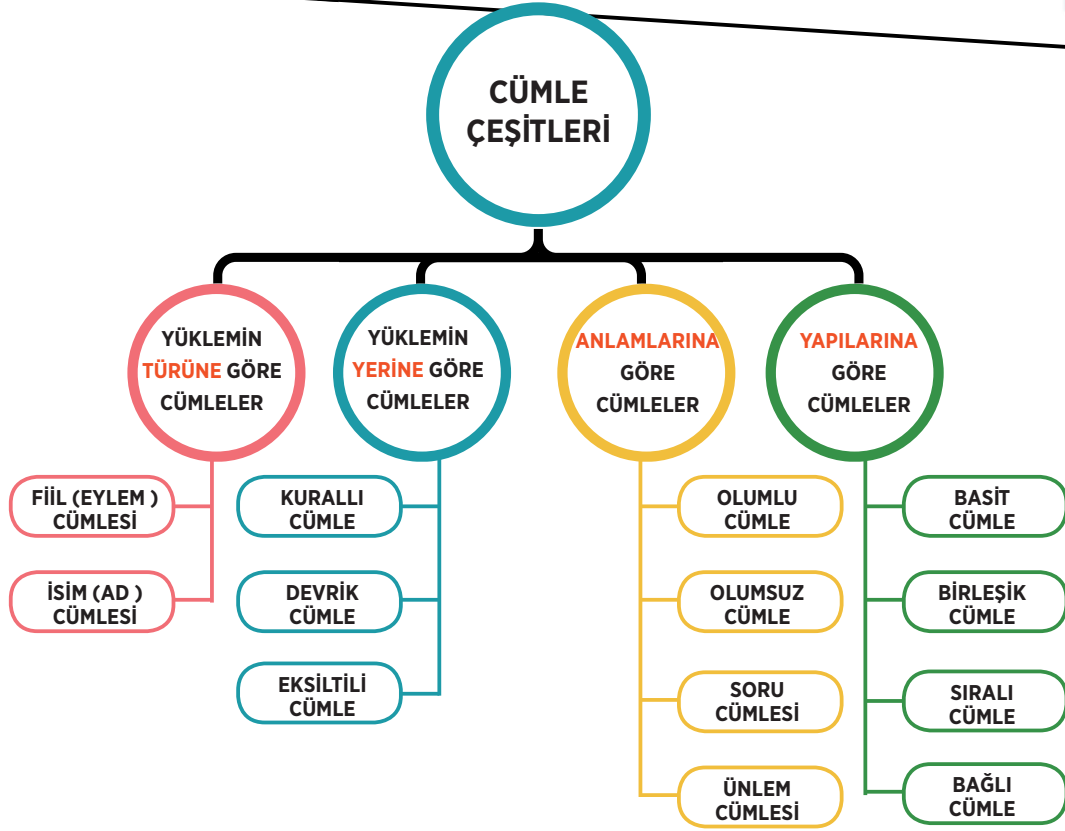 CÜMLE
ÇEŞİTLERİ
YÜKLEMİN
TÜRÜNE GÖRE
CÜMLELER
FİİL (EYLEM )
CÜMLESİ
İSİM (AD )
CÜMLESİ
YÜKLEMİN
YERİNE GÖRE
CÜMLELER
KURALLI
CÜMLE
DEVRİK
CÜMLE
EKSİLTİLİ
CÜMLE
ANLAMLARINA
GÖRE
CÜMLELER
OLUMLU
CÜMLE
OLUMSUZ
CÜMLE
SORU
CÜMLESİ
ÜNLEM
CÜMLESİ
YAPILARINA
GÖRE
CÜMLELER
BASİT
CÜMLE
BİRLEŞİK
CÜMLE
SIRALI
CÜMLE
BAĞLI
CÜMLE